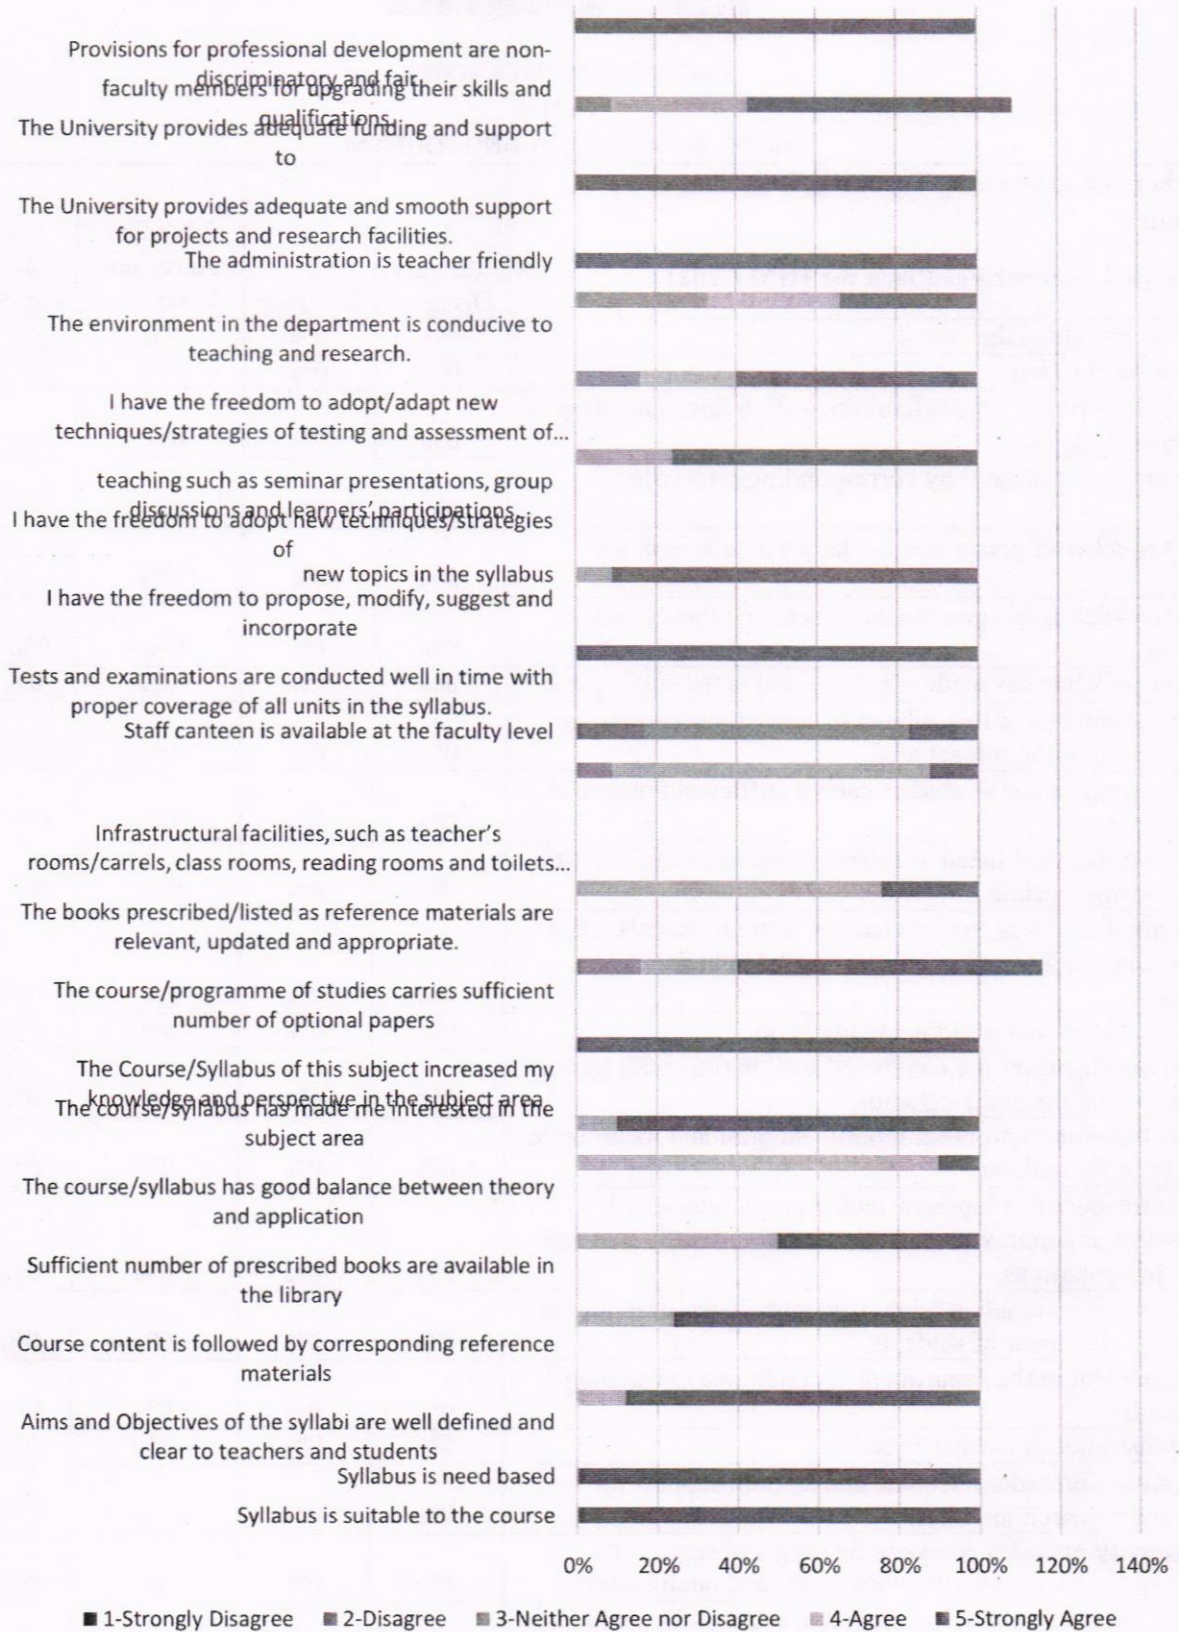 Provisions for professional development are non-
discriminatory and fair
faculty members for upgrading their skills and
qualifications
The University provides adequate funding and support
to
The University provides adequate and smooth support
for projects and research facilities.
The administration is teacher friendly
The environment in the department is conducive to
teaching and research.
I have the freedom to adopt/adapt new
techniques/strategies of testing and assessment of...
teaching such as seminar presentations, group
discussions and learners' participations.
I have the freedom to adopt new techniques/strategies
of
new topics in the syllabus
I have the freedom to propose, modify, suggest and
incorporate
Tests and examinations are conducted well in time with
proper coverage of all units in the syllabus.
Staff canteen is available at the faculty level
Infrastructural facilities, such as teacher's
rooms/carrels, class rooms, reading rooms and toilets...
The books prescribed/listed as reference materials are
relevant, updated and appropriate.
The course/programme of studies carries sufficient
number of optional papers
The Course/Syllabus of this subject increased my
knowledge and perspective in the subject area
The course/syllabus has made me interested in the
subject area
The course/syllabus has good balance between theory
and application
Sufficient number of prescribed books are available in
the library
Course content is followed by corresponding reference
materials
Aims and Objectives of the syllabi are well defined and
clear to teachers and students
Syllabus is need based
Syllabus is suitable to the course
0% 20% 40% 60% 80% 100% 120% 140%
1-Strongly Disagree 2-Disagree 3-Neither Agree nor Disagree 4-Agree 5-Strongly Agree